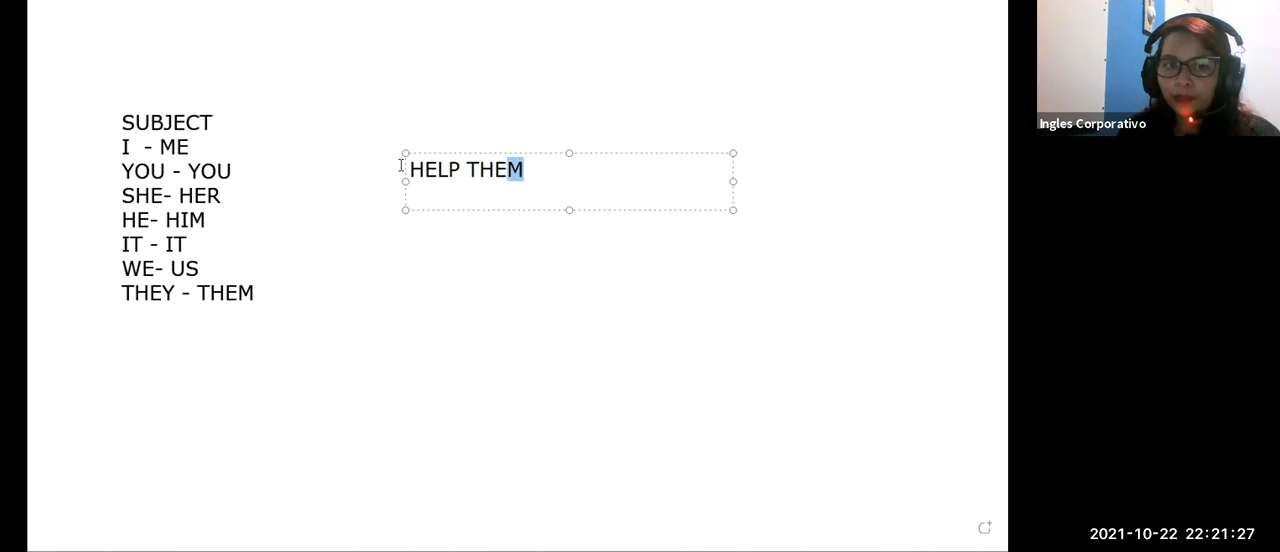 SUBJECT
I - ME
YOU - YOU
SHE- HER
HE- HIM
IT - IT
WE- US
THEY - THEM
HELP THEM
Ingles Corporativo
2021-10-22 22:21:27